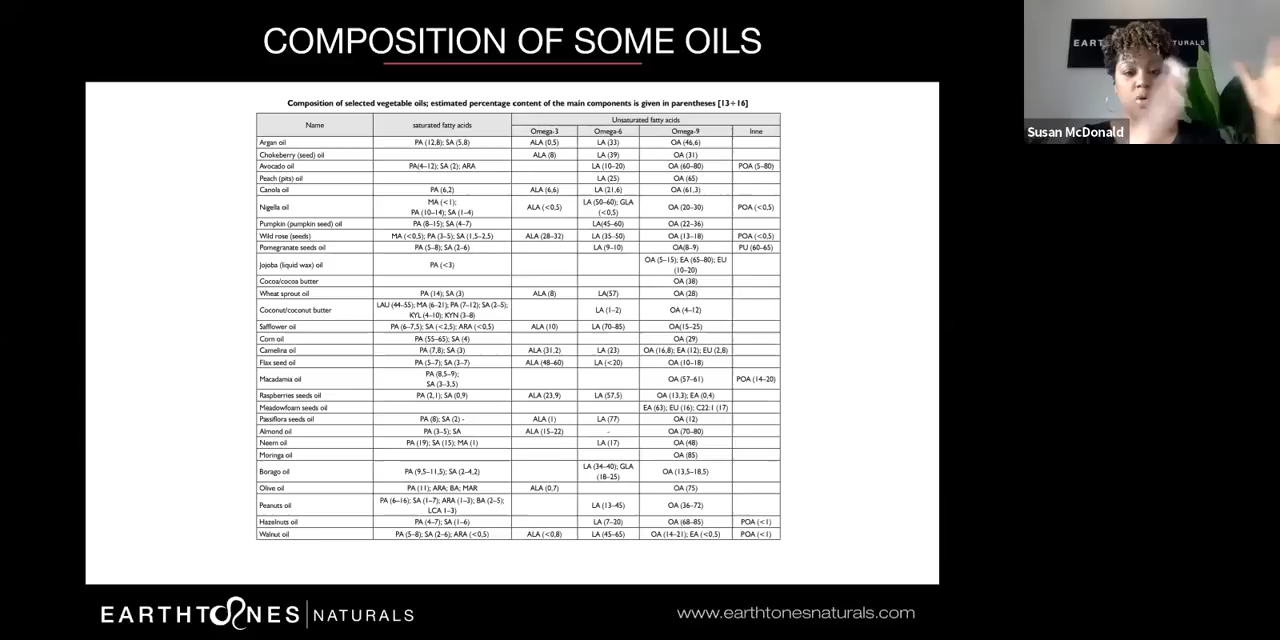 COMPOSITION OF SOME OILS
Composition of selected vegetable oils; estimated percentage content of the main components is given in parentheses [13÷16]
Name saturated fatty acids Unsaturated fatty acids
Omega-3 Omega-6 Omega-9 Inne
Argan oil PA (12,8); SA (5,8) ALA (0,5) LA (33) OA (46,6)
Chokeberry (seed) oil ALA (8) LA (39) OA (31)
Avocado oil PA(4–12); SA (2); ARA LA (10–20) OA (60–80) POA (5–80)
Peach (pits) oil LA (25) OA (65)
Canola oil PA (6,2) ALA (6,6) LA (21,6) OA (61,3)
Nigella oil MA (<1); PA (10–14); SA (1–4) ALA (<0,5) LA (50–60); GLA (<0,5) OA (20–30) POA (<0,5)
Pumpkin (pumpkin seed) oil PA (8–15); SA (4–7) LA(45–60) OA (22–36)
Wild rose (seeds) MA (<0,5); PA (3–5); SA (1,5–2,5) ALA (28–32) LA (35–50) OA (13–18) POA (<0,5)
Pomegranate seeds oil PA (5–8); SA (2–6) LA (9–10) OA(8–9) PU (60–65)
Jojoba (liquid wax) oil PA (<3) OA (5–15); EA (65–80); EU (10–20)
Cocoa/cocoa butter OA (38)
Wheat sprout oil PA (14); SA (3) ALA (8) LA(57) OA (28)
Coconut/coconut butter LAU (44–55); MA (6–21); PA (7–12); SA (2–5); KYL (4–10); KYN (3–8) LA (1–2) OA (4–12)
Safflower oil PA (6–7,5); SA (<2,5); ARA (<0,5) ALA (10) LA (70–85) OA(15–25)
Corn oil PA (55–65); SA (4) OA (29)
Camelina oil PA (7,8); SA (3) ALA (31,2) LA (23) OA (16,8); EA (12); EU (2,8)
Flax seed oil PA (5–7); SA (3–7) ALA (48–60) LA (<20) OA (10–18)
Macadamia oil PA (8,5–9); SA (3–3,5) OA (57–61) POA (14–20)
Raspberries seeds oil PA (2,1); SA (0,9) ALA (23,9) LA (57,5) OA (13,3); EA (0,4)
Meadowfoam seeds oil EA (63); EU (16); C22:1 (17)
Passiflora seeds oil PA (8); SA (2) - ALA (1) LA (77) OA (12)
Almond oil PA (3–5); SA ALA (15–22) - OA (70–80)
Neem oil PA (19); SA (15); MA (1) LA (17) OA (48)
Moringa oil OA (85)
Borago oil PA (9,5–11,5); SA (2–4,2) LA (34–40); GLA (18–25) OA (13,5–18,5)
Olive oil PA (11); ARA; BA; MAR ALA (0,7) OA (75)
Peanuts oil PA (6–16); SA (1–7); ARA (1–3); BA (2–5); LCA 1–3) LA (13–45) OA (36–72)
Hazelnuts oil PA (4–7); SA (1–6) LA (7–20) OA (68–85) POA (<1)
Walnut oil PA (5–8); SA (2–6); ARA (<0,5) ALA (<0,8) LA (45–65) OA (14–21); EA (<0,5) POA (<1)
EARTHTONES NATURALS
www.earthtonesnaturals.com
Susan McDonald